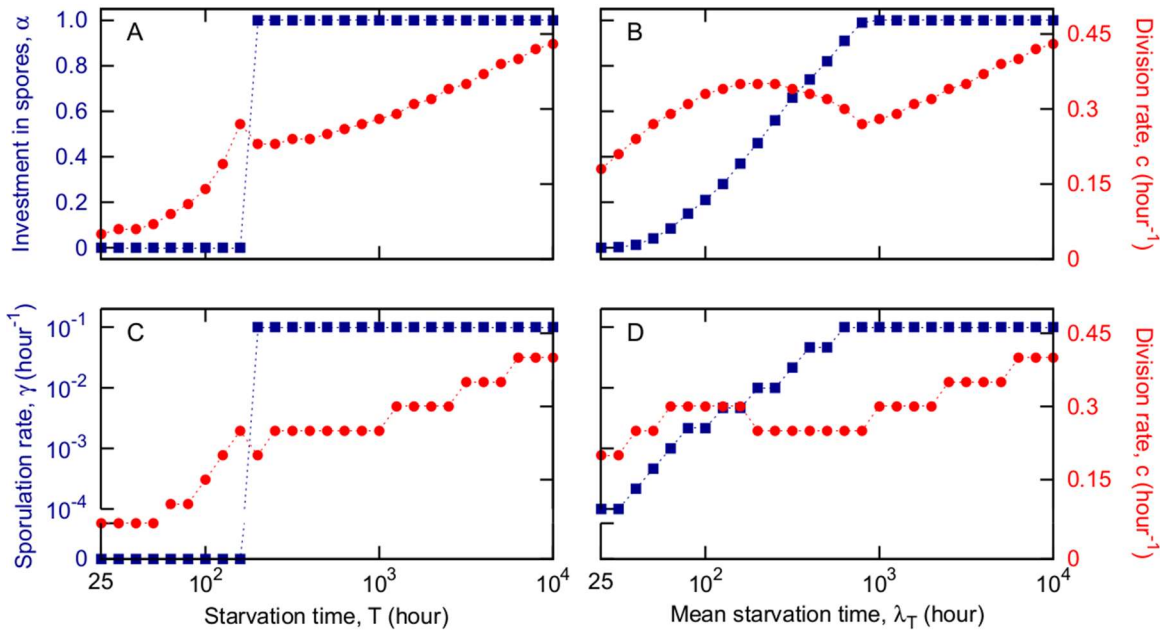 A
B
Investment in spores, α
1.0
0.8
0.6
0.4
0.2
0
0.45
0.3
0.15
0
Division rate, c (hour⁻¹)
C
D
Sporulation rate, γ (hour⁻¹)
10⁻¹
10⁻²
10⁻³
10⁻⁴
0
0.45
0.3
0.15
0
Division rate, c (hour⁻¹)
25
10²
10³
10⁴
25
10²
10³
10⁴
Starvation time, T (hour)
Mean starvation time, λ_T (hour)